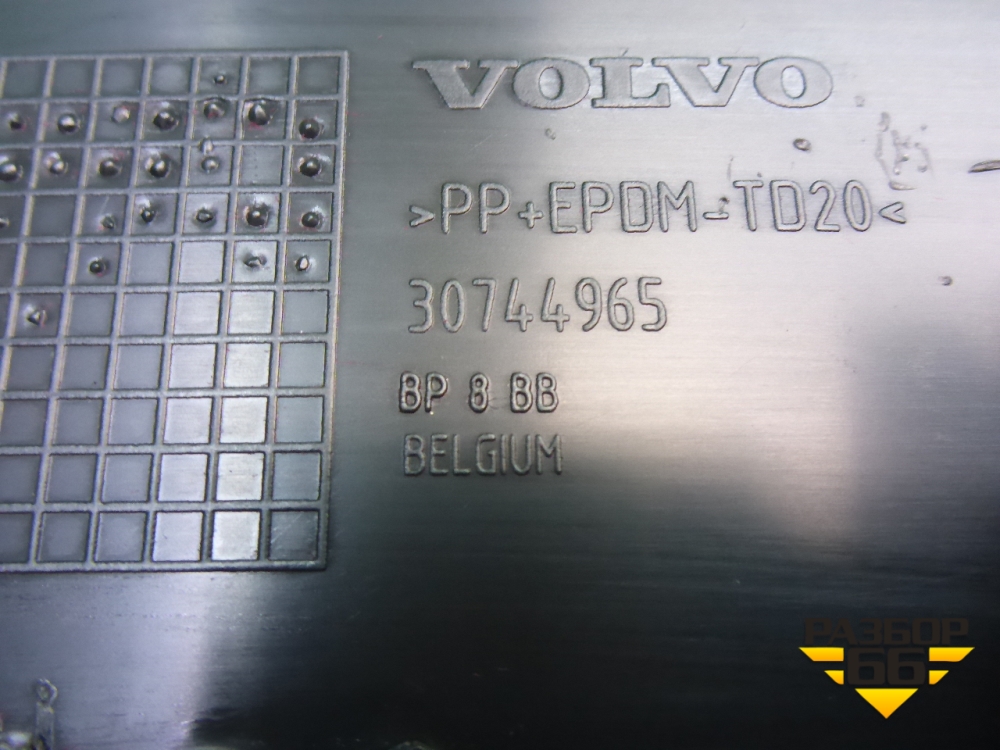 VOLVO
>PP+EPDM-TD20<
30744965
BP 8 BB
BELGIUM
РАЗБОР
66